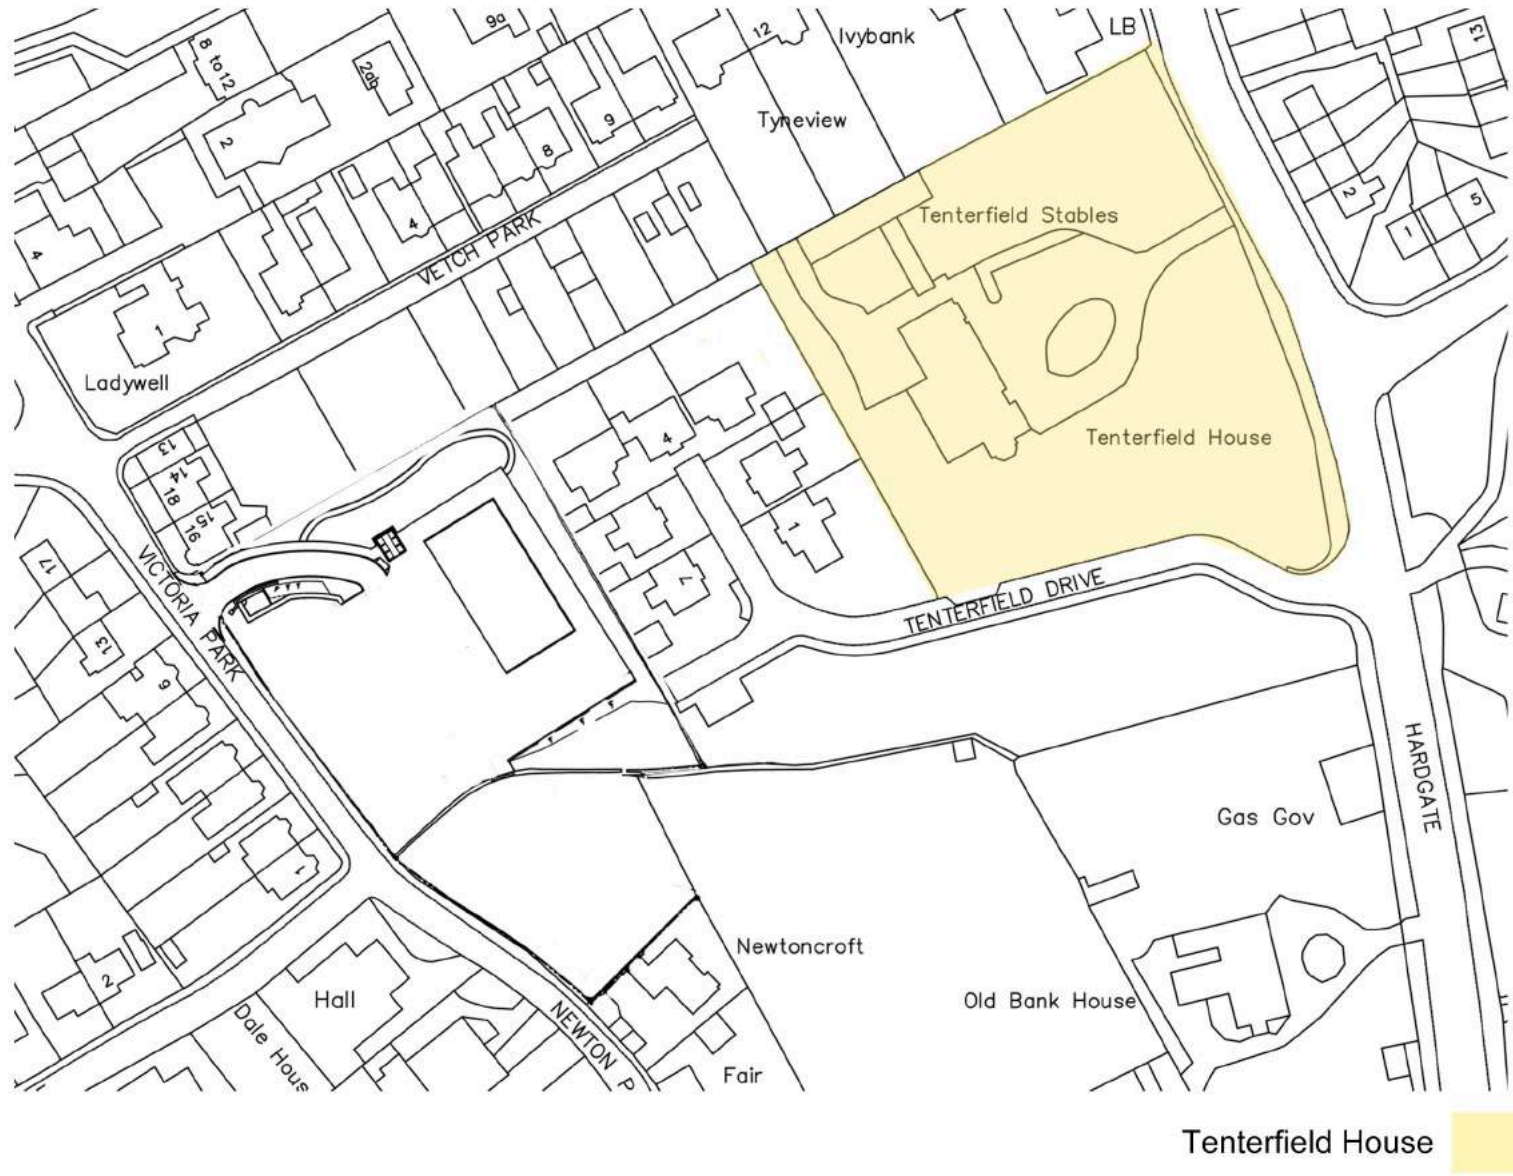 9a
12
Ivybank
LB
13
8 to 12
2ab
2
Tyneview
9
8
4
4
VETCH PARK
Tenterfield Stables
2
1
5
1
Ladywell
Tenterfield House
4
13
14
18
15
16
1
7
VICTORIA PARK
17
13
9
TENTERFIELD DRIVE
HARDGATE
Gas Gov
1
2
Hall
Newtoncroft
Old Bank House
Dale Hous
NEWTON P
Fair
Tenterfield House